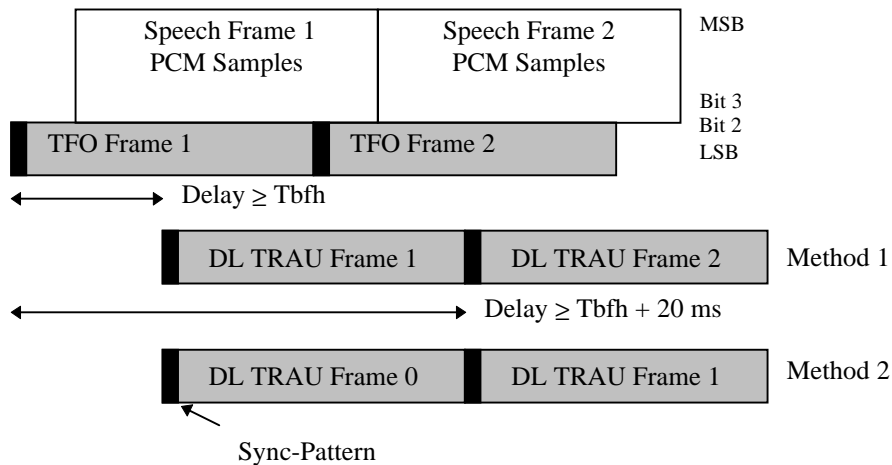 Speech Frame 1
PCM Samples
Speech Frame 2
PCM Samples
MSB
Bit 3
Bit 2
LSB
TFO Frame 1
TFO Frame 2
Delay ≥ Tbfh
DL TRAU Frame 1
DL TRAU Frame 2
Method 1
Delay ≥ Tbfh + 20 ms
DL TRAU Frame 0
DL TRAU Frame 1
Method 2
Sync-Pattern